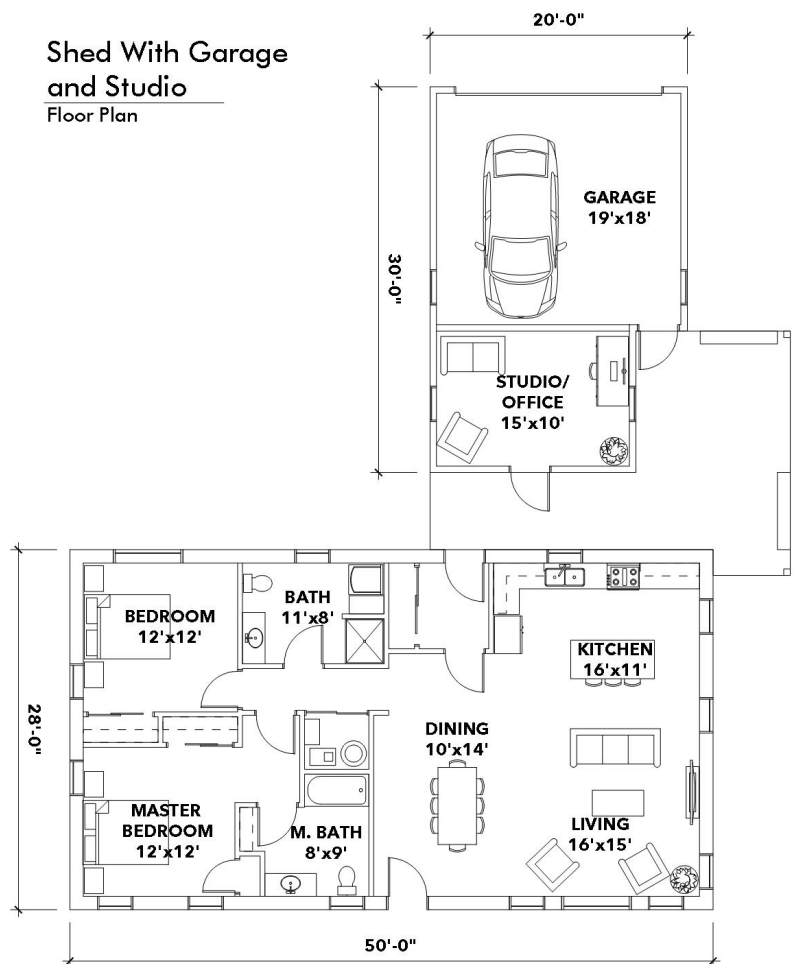 Shed With Garage
and Studio
Floor Plan
20'-0"
GARAGE
19'x18'
30'-0"
STUDIO/
OFFICE
15'x10'
BATH
11'x8'
BEDROOM
12'x12'
KITCHEN
16'x11'
28'-0"
DINING
10'x14'
MASTER
BEDROOM
12'x12'
M. BATH
8'x9'
LIVING
16'x15'
50'-0"